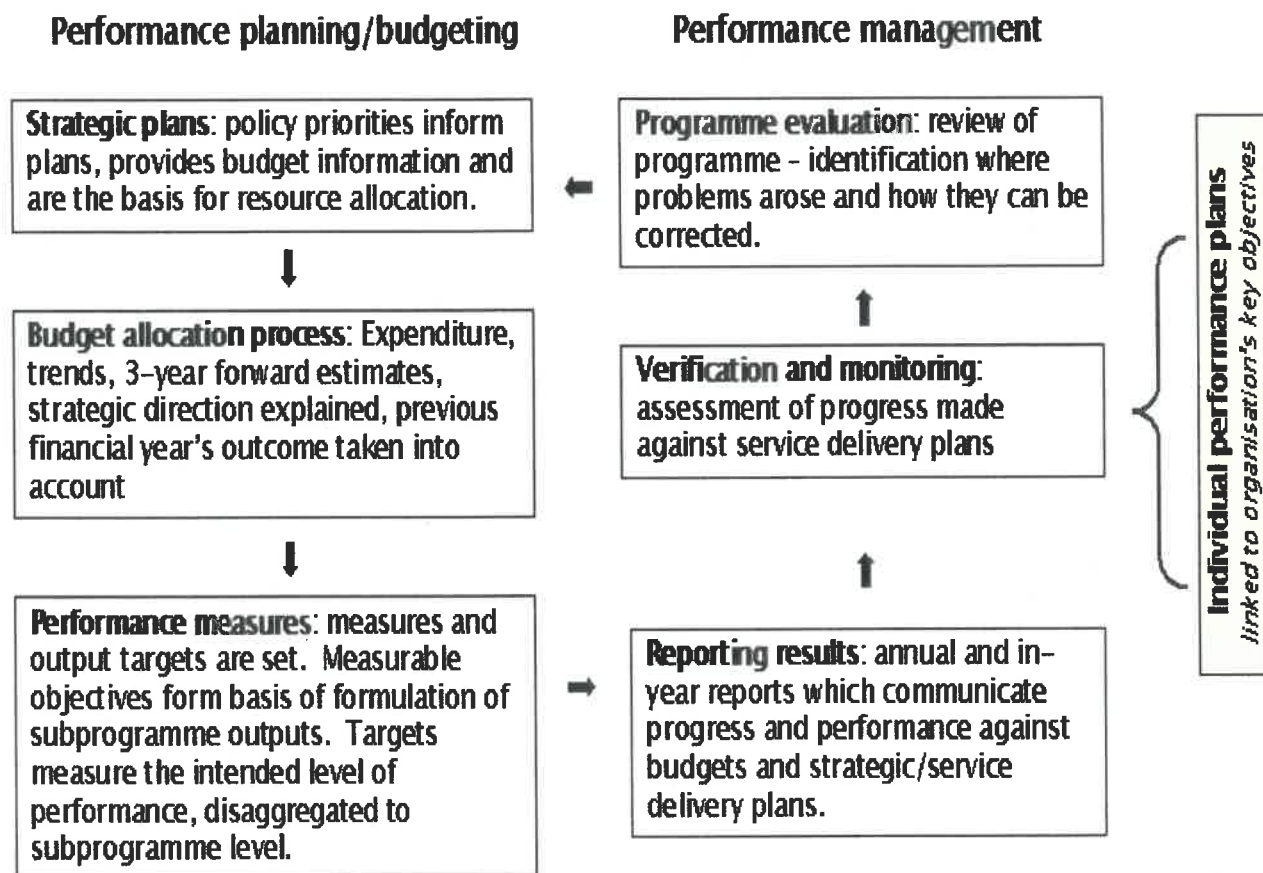 Performance planning/budgeting
Strategic plans: policy priorities inform
plans, provides budget information and
are the basis for resource allocation.
Budget allocation process: Expenditure,
trends, 3-year forward estimates,
strategic direction explained, previous
financial year's outcome taken into
account
Performance measures: measures and
output targets are set. Measurable
objectives form basis of formulation of
subprogramme outputs. Targets
measure the intended level of
performance, disaggregated to
subprogramme level.
Performance management
Programme evaluation: review of
programme - identification where
problems arose and how they can be
corrected.
Verification and monitoring:
assessment of progress made
against service delivery plans
Reporting results: annual and in-
year reports which communicate
progress and performance against
budgets and strategic/service
delivery plans.
Individual performance plans
linked to organisation's key objectives